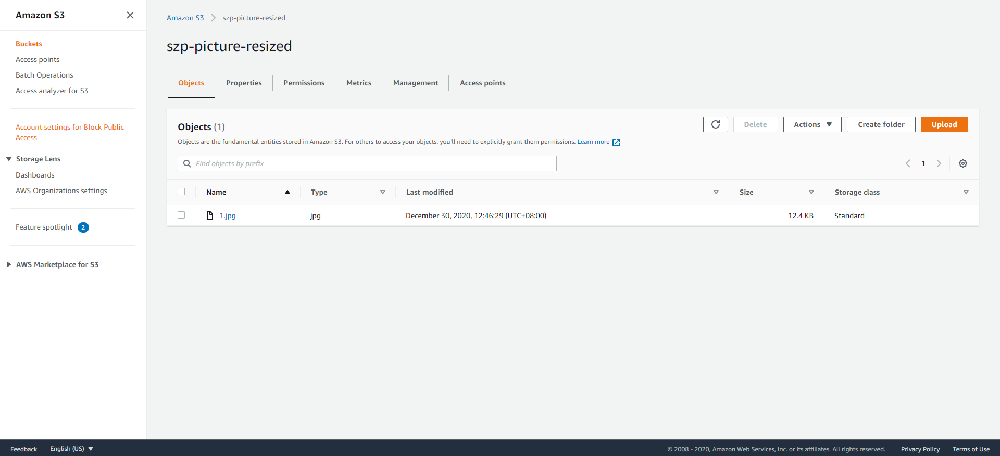 Amazon S3
Buckets
Access points
Batch Operations
Access analyzer for S3
Account settings for Block Public
Access
Storage Lens
Dashboards
AWS Organizations settings
Feature spotlight 2
AWS Marketplace for S3
Amazon S3 szp-picture-resized
szp-picture-resized
Objects Properties Permissions Metrics Management Access points
Objects (1)
Delete Actions Create folder Upload
Objects are the fundamental entities stored in Amazon S3. For others to access your objects, you’ll need to explicitly grant them permissions. Learn more
Find objects by prefix
1
Name Type Last modified Size Storage class
1.jpg jpg December 30, 2020, 12:46:29 (UTC+08:00) 12.4 KB Standard
Feedback English (US) © 2008 - 2020, Amazon Web Services, Inc. or its affiliates. All rights reserved. Privacy Policy Terms of Use